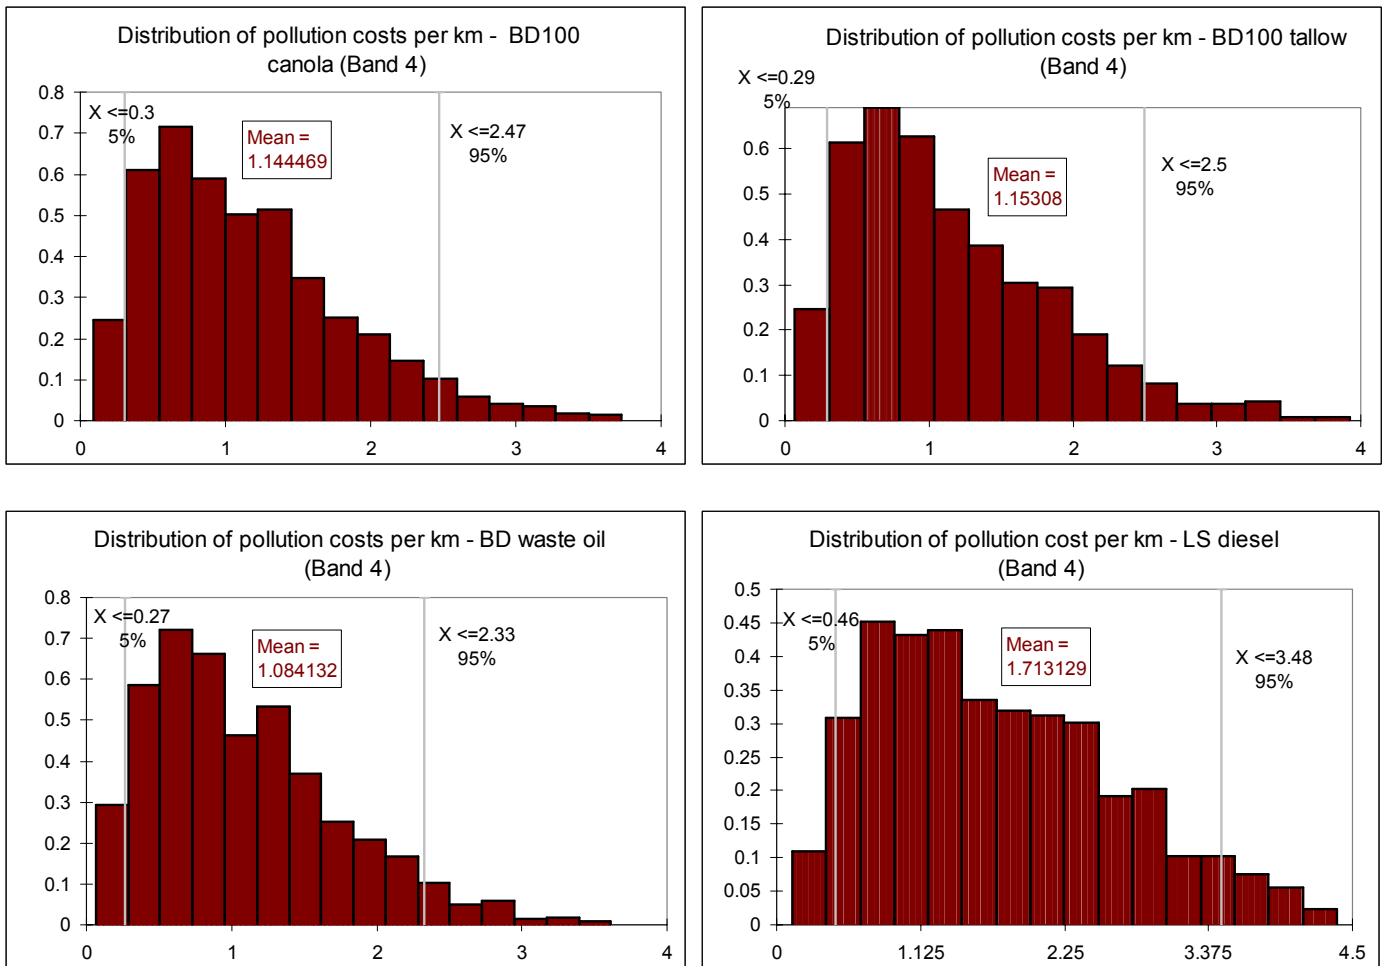 Distribution of pollution costs per km - BD100
canola (Band 4)
X <=0.3
5%
Mean =
1.144469
X <=2.47
95%
0.8
0.7
0.6
0.5
0.4
0.3
0.2
0.1
0
0 1 2 3 4
Distribution of pollution costs per km - BD100 tallow
(Band 4)
X <=0.29
5%
Mean =
1.15308
X <=2.5
95%
0.6
0.5
0.4
0.3
0.2
0.1
0
0 1 2 3 4
Distribution of pollution costs per km - BD waste oil
(Band 4)
X <=0.27
5%
Mean =
1.084132
X <=2.33
95%
0.8
0.7
0.6
0.5
0.4
0.3
0.2
0.1
0
0 1 2 3 4
Distribution of pollution cost per km - LS diesel
(Band 4)
X <=0.46
5%
Mean =
1.713129
X <=3.48
95%
0.5
0.45
0.4
0.35
0.3
0.25
0.2
0.15
0.1
0.05
0
0 1.125 2.25 3.375 4.5